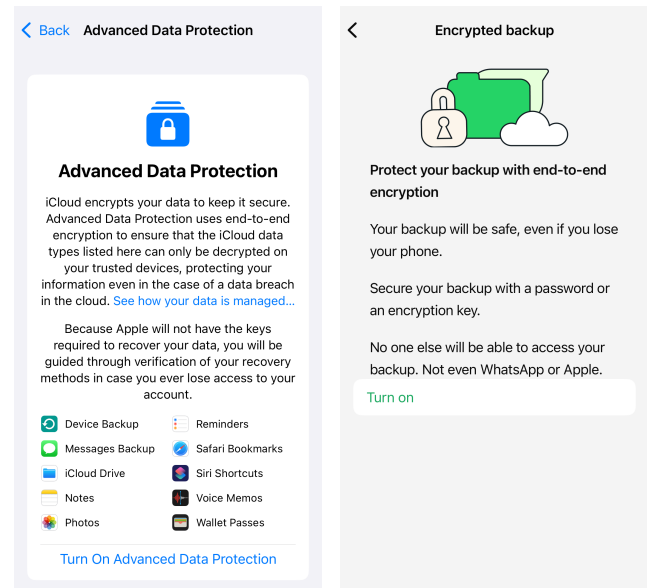 Back
Advanced Data Protection
Advanced Data Protection
iCloud encrypts your data to keep it secure.
Advanced Data Protection uses end-to-end
encryption to ensure that the iCloud data
types listed here can only be decrypted on
your trusted devices, protecting your
information even in the case of a data breach
in the cloud. See how your data is managed...
Because Apple will not have the keys
required to recover your data, you will be
guided through verification of your recovery
methods in case you ever lose access to your
account.
Device Backup
Reminders
Messages Backup
Safari Bookmarks
iCloud Drive
Siri Shortcuts
Notes
Voice Memos
Photos
Wallet Passes
Turn On Advanced Data Protection
Encrypted backup
Protect your backup with end-to-end
encryption
Your backup will be safe, even if you lose
your phone.
Secure your backup with a password or
an encryption key.
No one else will be able to access your
backup. Not even WhatsApp or Apple.
Turn on